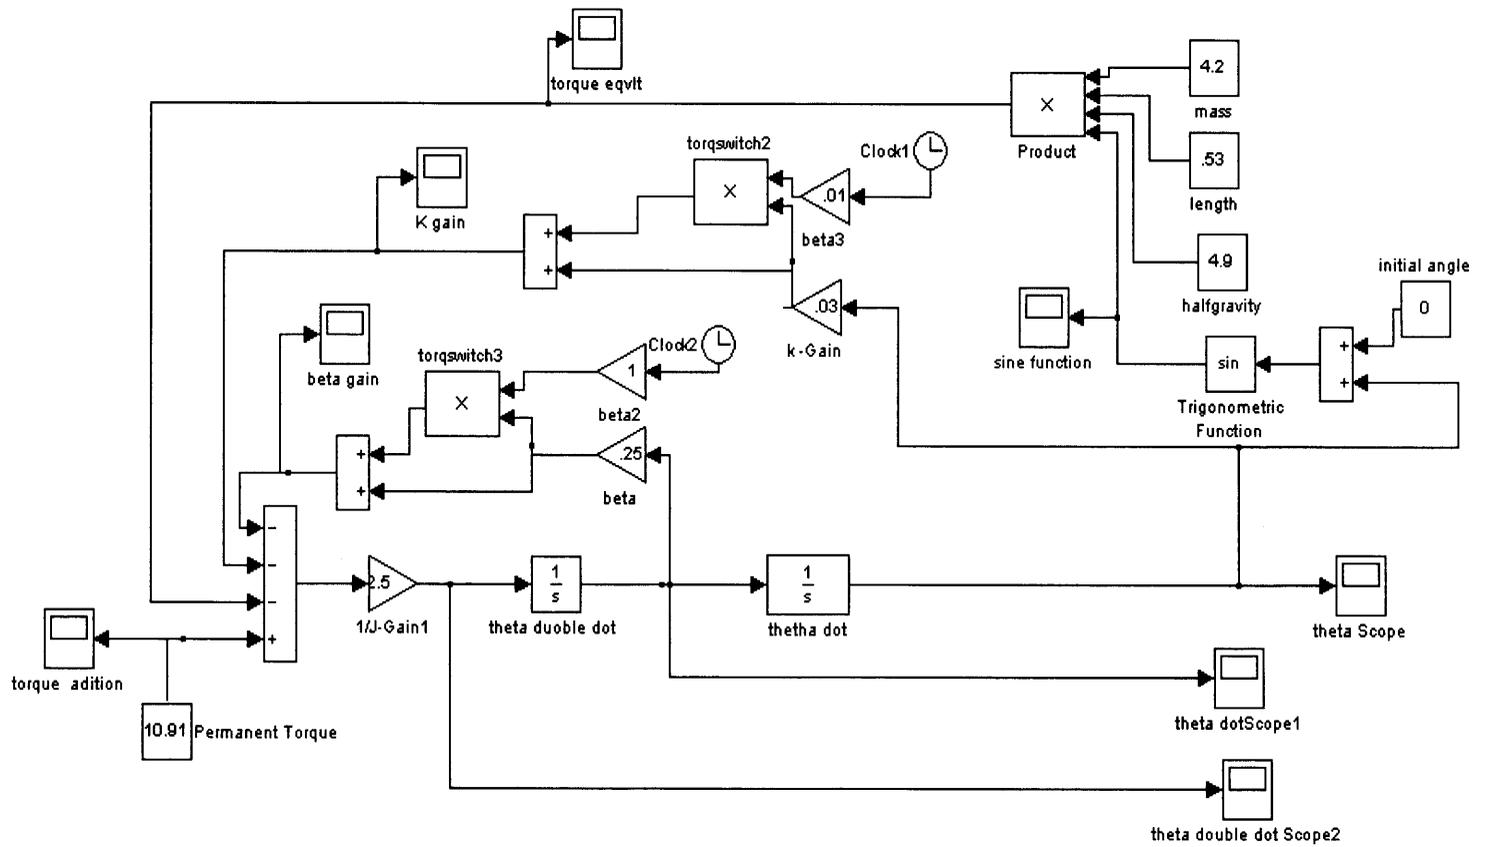 torque eqvlt
4.2
mass
×
Product
torqswitch2
Clock1
×
.01
beta3
.53
length
K gain
+
+
4.9
halfgravity
initial angle
0
.03
k-Gain
sine function
sin
Trigonometric
Function
+
+
beta gain
torqswitch3
Clock2
×
1
beta2
.25
beta
+
+
−
−
−
+
2.5
1/J-Gain1
1
s
theta duoble dot
1
s
thetha dot
theta Scope
torque adition
10.91
Permanent Torque
theta dotScope1
theta double dot Scope2